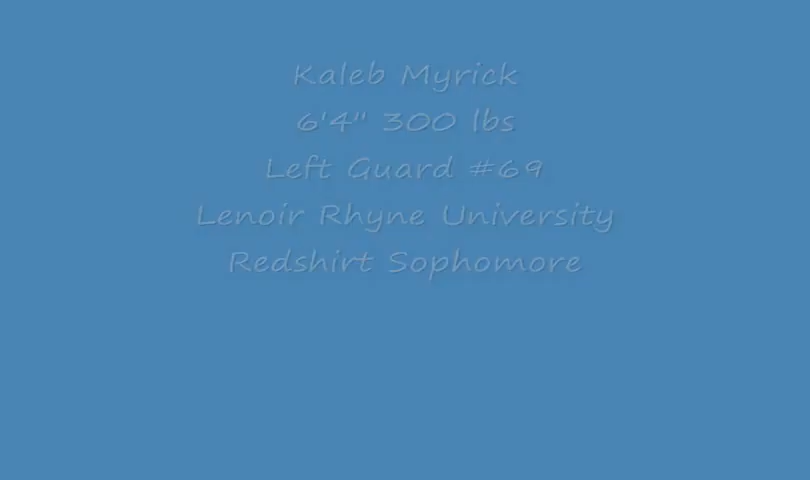 Kaleb Myrick
6'4" 300 lbs
Left Guard #69
Lenoir Rhyne University
Redshirt Sophomore